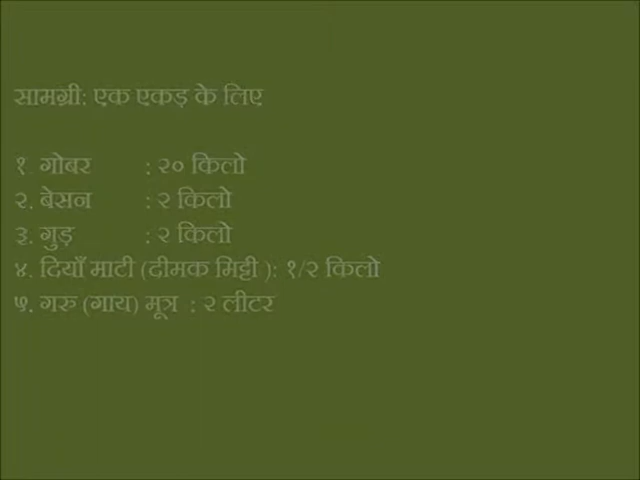 सामग्री: एक एकड़ के लिए
१. गोबर : २० किलो
२. बेसन : २ किलो
३. गुड़ : २ किलो
४. दियाँ माटी (दीमक मिट्टी ): १/२ किलो
५. गरु (गाय) मूत्र : २ लीटर